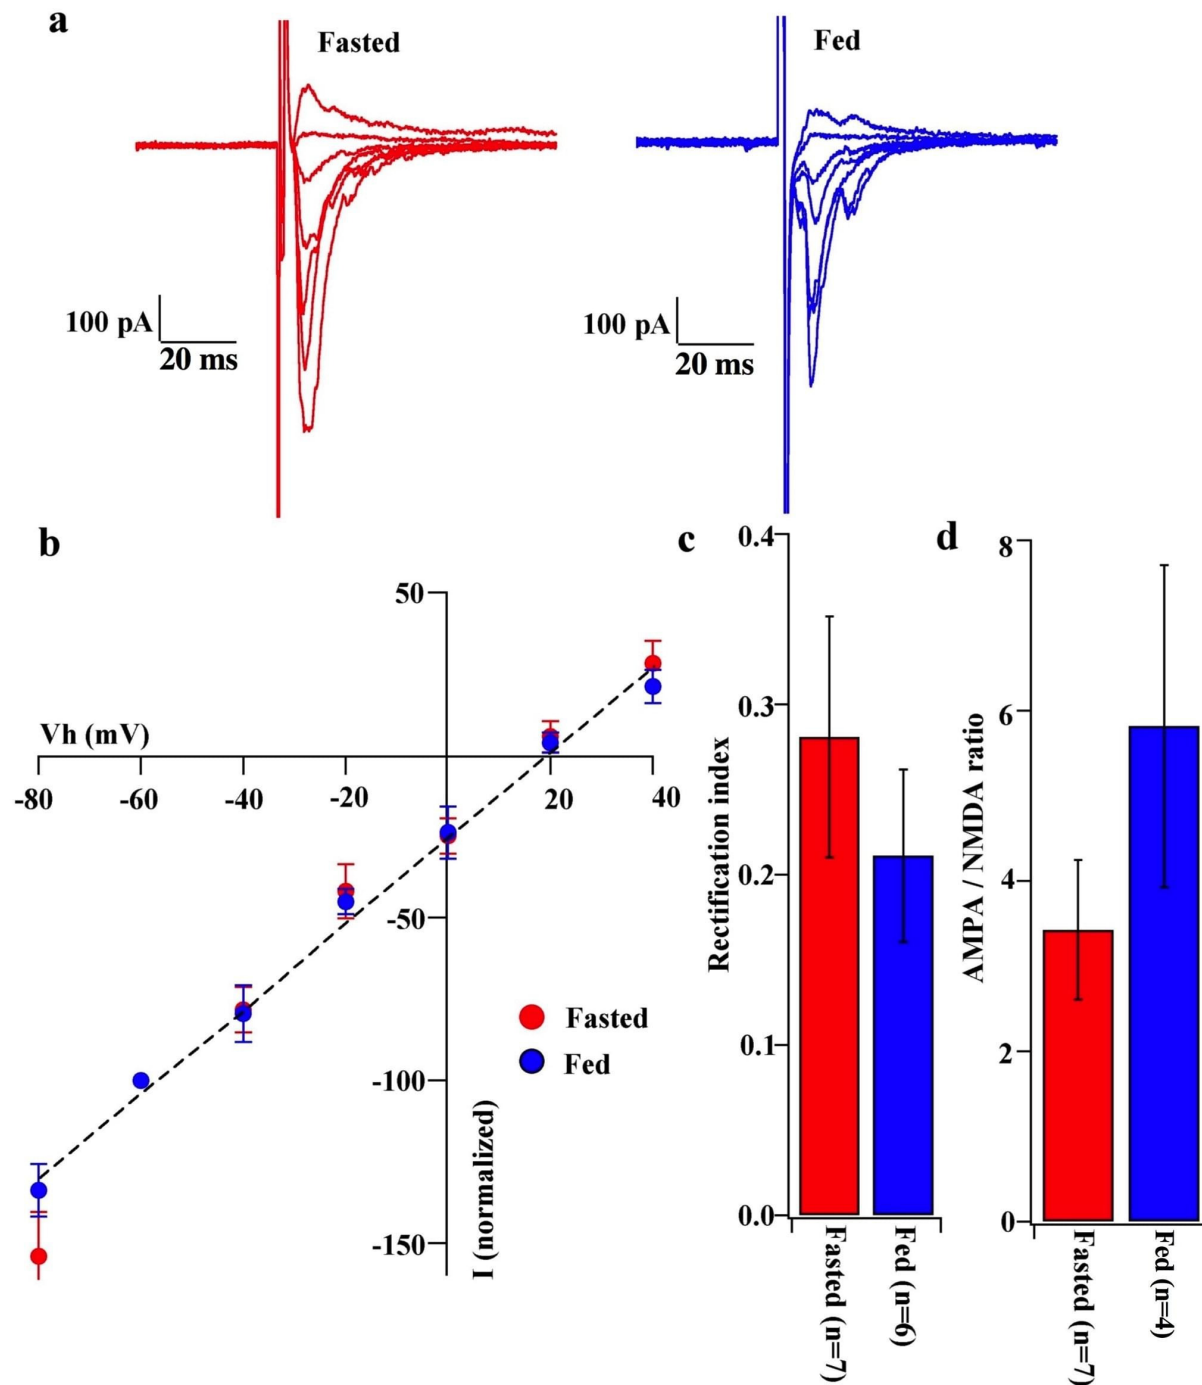 a
Fasted
Fed
100 pA
20 ms
100 pA
20 ms
b
50
Vh (mV)
-80
-60
-40
-20
20
40
-50
-100
-150
I (normalized)
Fasted
Fed
c
0.4
0.3
0.2
0.1
0.0
Rectification index
Fasted (n=7)
Fed (n=6)
d
8
6
4
2
0
AMPA / NMDA ratio
Fasted (n=7)
Fed (n=4)